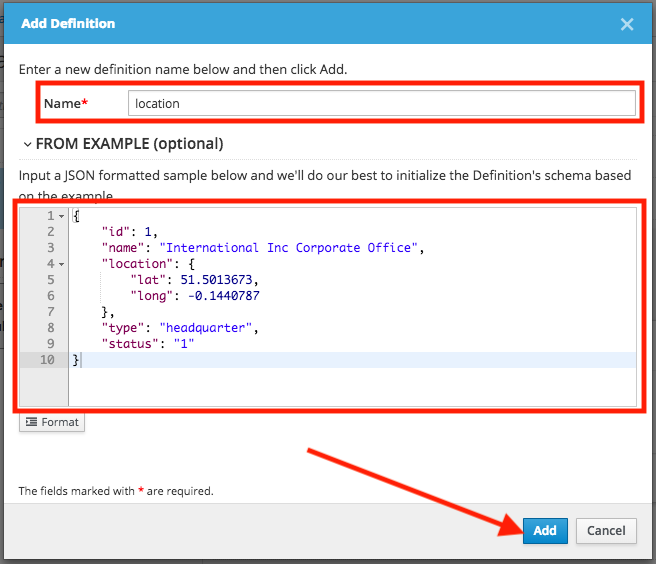 Add Definition
Enter a new definition name below and then click Add.
Name* location
FROM EXAMPLE (optional)
Input a JSON formatted sample below and we'll do our best to initialize the Definition's schema based
on the example.
1 {
2 "id": 1,
3 "name": "International Inc Corporate Office",
4 "location": {
5 "lat": 51.5013673,
6 "long": -0.1440787
7 },
8 "type": "headquarter",
9 "status": "1"
10 }
Format
The fields marked with * are required.
Add Cancel